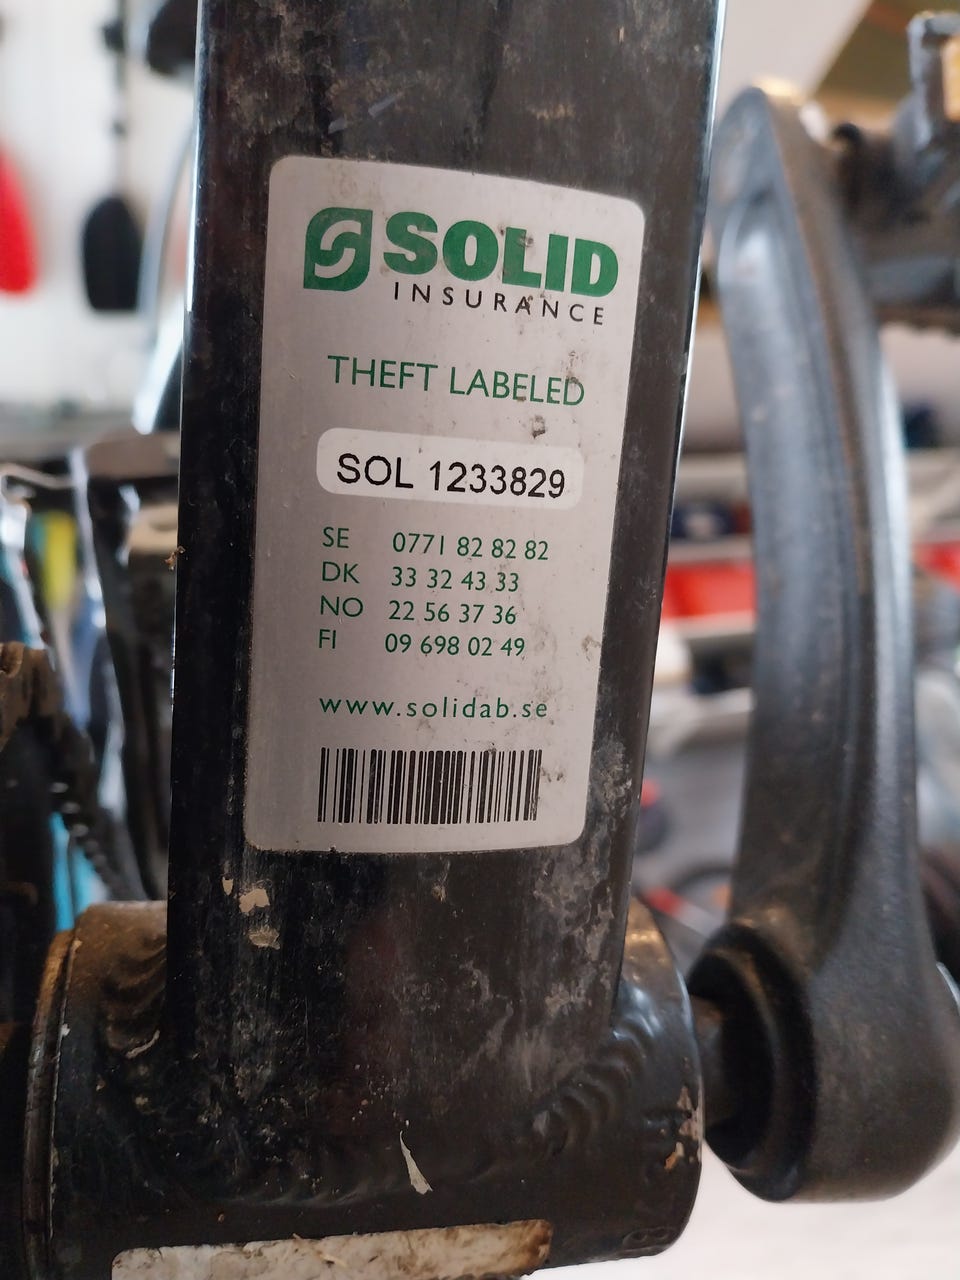 SOLID
INSURANCE
THEFT LABELED
SOL 1233829
SE 0771 82 82 82
DK 33 32 43 33
NO 22 56 37 36
FI 09 698 02 49
www.solidab.se